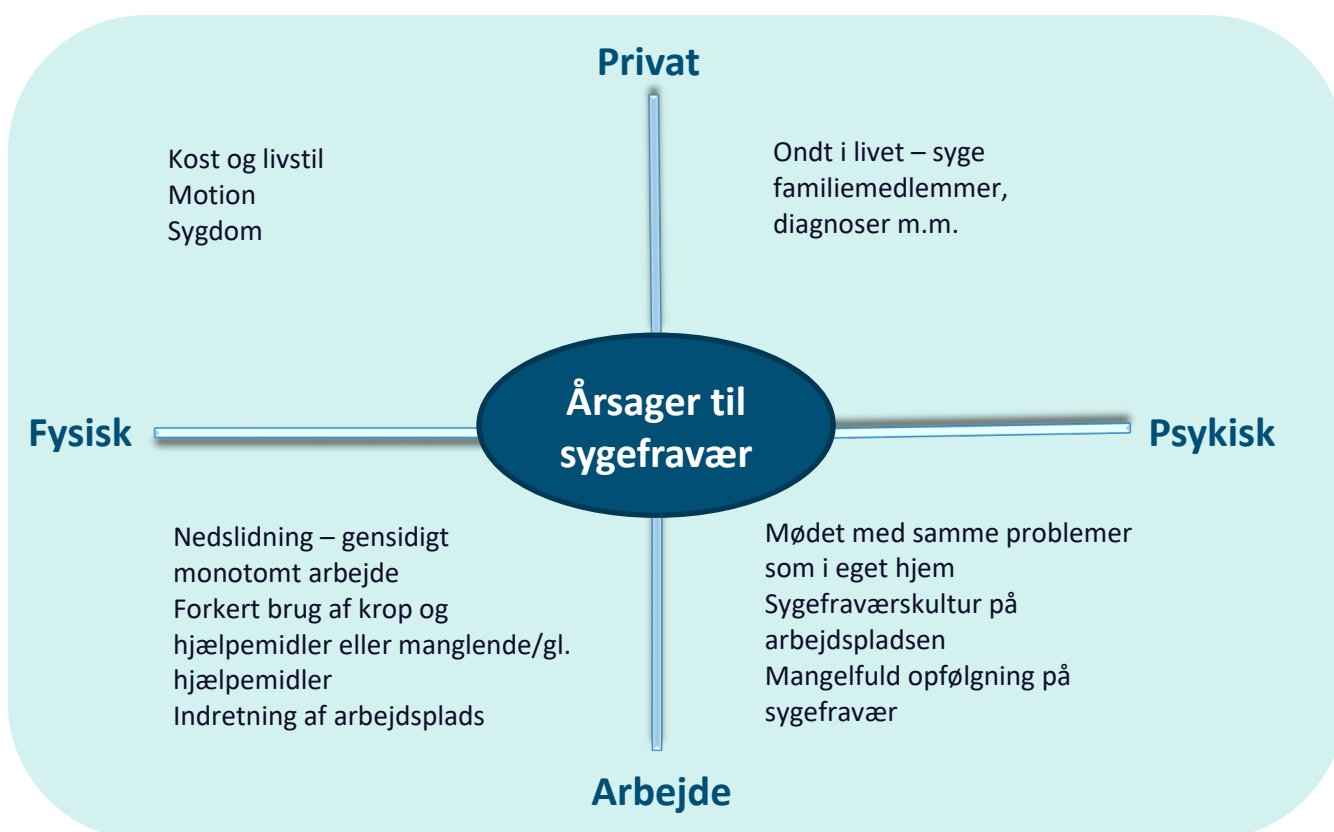 Privat
Kost og livstil
Motion
Sygdom
Ondt i livet – syge
familiemedlemmer,
diagnoser m.m.
Årsager til
sygefravær
Fysisk
Psykisk
Nedslidning – gensidigt
monotomt arbejde
Forkert brug af krop og
hjælpemidler eller manglende/gl.
hjælpemidler
Indretning af arbejdsplads
Mødet med samme problemer
som i eget hjem
Sygefraværskultur på
arbejdspladsen
Mangelfuld opfølgning på
sygefravær
Arbejde